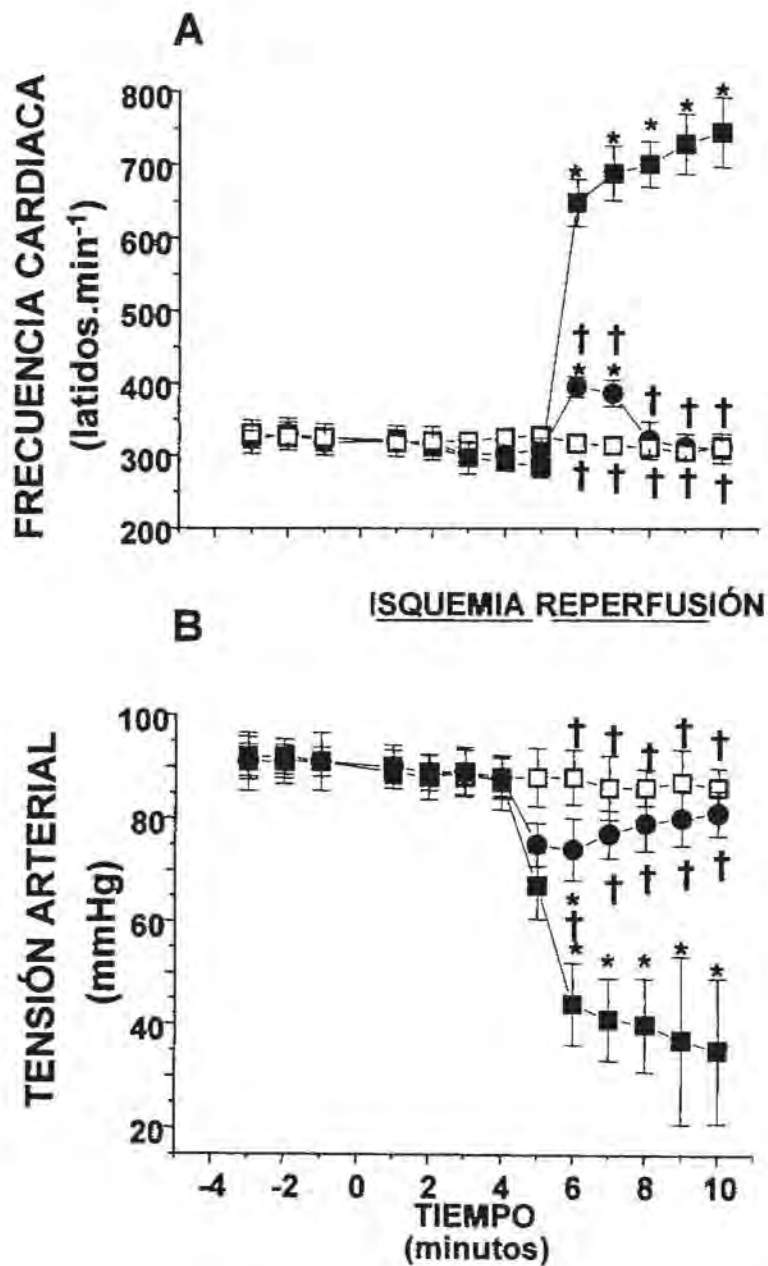 A
FRECUENCIA CARDIACA
(latidos.min⁻¹)
800
700
600
500
400
300
200
* * * * *
† †
* *
† † †
† † † † †
ISQUEMIA REPERFUSIÓN
B
TENSIÓN ARTERIAL
(mmHg)
100
80
60
40
20
† † † † †
† † † †
*
†
* * * * *
-4 -2 0 2 4 6 8 10
TIEMPO
(minutos)